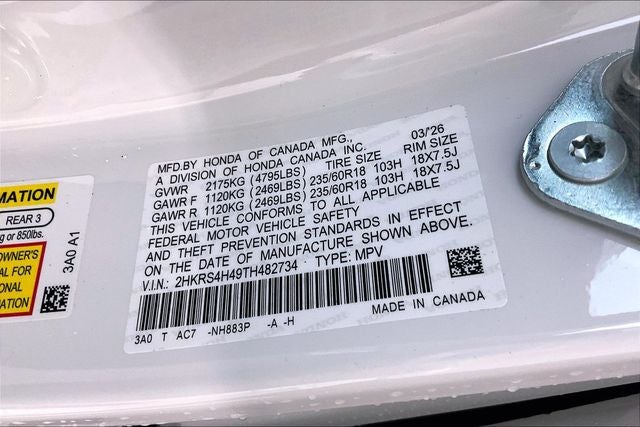 MFD.BY HONDA OF CANADA MFG., 03/'26
A DIVISION OF HONDA CANADA INC.
TIRE SIZE RIM SIZE
GVWR 2175KG (4795LBS)
GAWR F 1120KG (2469LBS) 235/60R18 103H 18X7.5J
GAWR R 1120KG (2469LBS) 235/60R18 103H 18X7.5J
THIS VEHICLE CONFORMS TO ALL APPLICABLE
FEDERAL MOTOR VEHICLE SAFETY
AND THEFT PREVENTION STANDARDS IN EFFECT
ON THE DATE OF MANUFACTURE SHOWN ABOVE.
V.I.N.: 2HKRS4H49TH482734 TYPE: MPV
3A0 T AC7 -NH883P -A -H
MADE IN CANADA
MATION
REAR 3
g or 850lbs.
OWNER'S
AL FOR
ONAL
MATION
3A0 A1